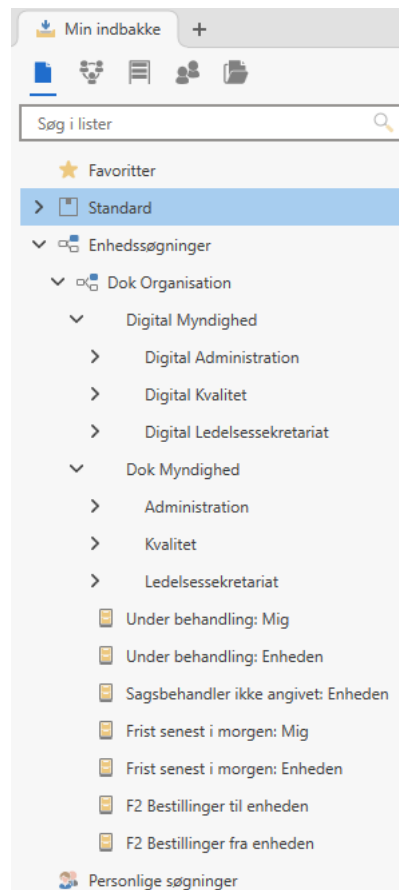 Min indbakke
Søg i lister
Favoritter
Standard
Enhedssøgninger
Dok Organisation
Digital Myndighed
Digital Administration
Digital Kvalitet
Digital Ledelsessekretariat
Dok Myndighed
Administration
Kvalitet
Ledelsessekretariat
Under behandling: Mig
Under behandling: Enheden
Sagsbehandler ikke angivet: Enheden
Frist senest i morgen: Mig
Frist senest i morgen: Enheden
F2 Bestillinger til enheden
F2 Bestillinger fra enheden
Personlige søgninger